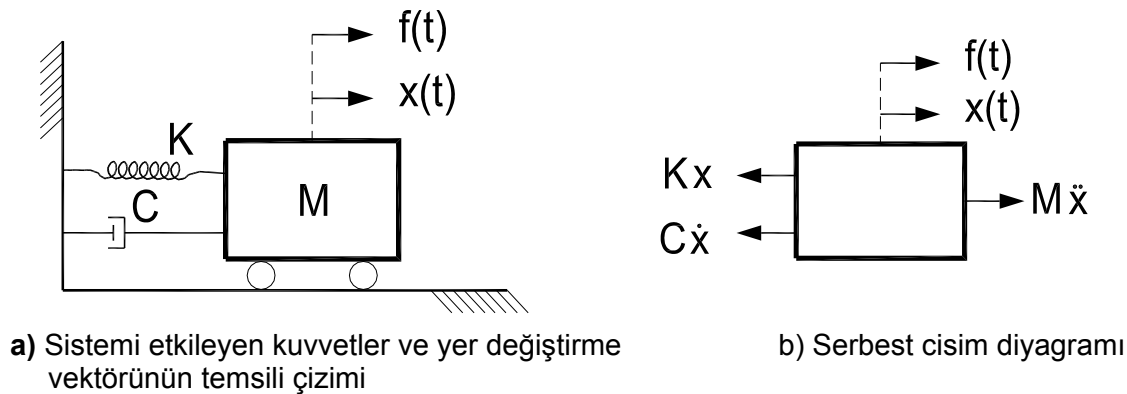 f(t)
x(t)
K
C
M
f(t)
x(t)
Kx
Cẋ
Mẍ
a) Sistemi etkileyen kuvvetler ve yer değiştirme
vektörünün temsili çizimi
b) Serbest cisim diyagramı